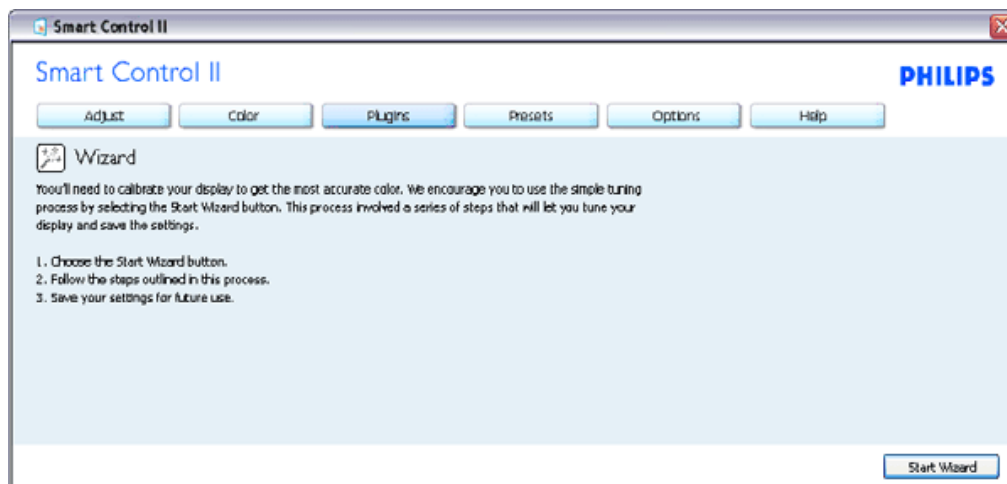 Smart Control II
Smart Control II
PHILIPS
Adjust Color Plugins Presets Options Help
Wizard
Yoou'll need to calibrate your display to get the most accurate color. We encourage you to use the simple tuning
process by selecting the Start Wizard button. This process involved a series of steps that will let you tune your
display and save the settings.
1. Choose the Start Wizard button.
2. Follow the steps outlined in this process.
3. Save your settings for future use.
Start Wizard